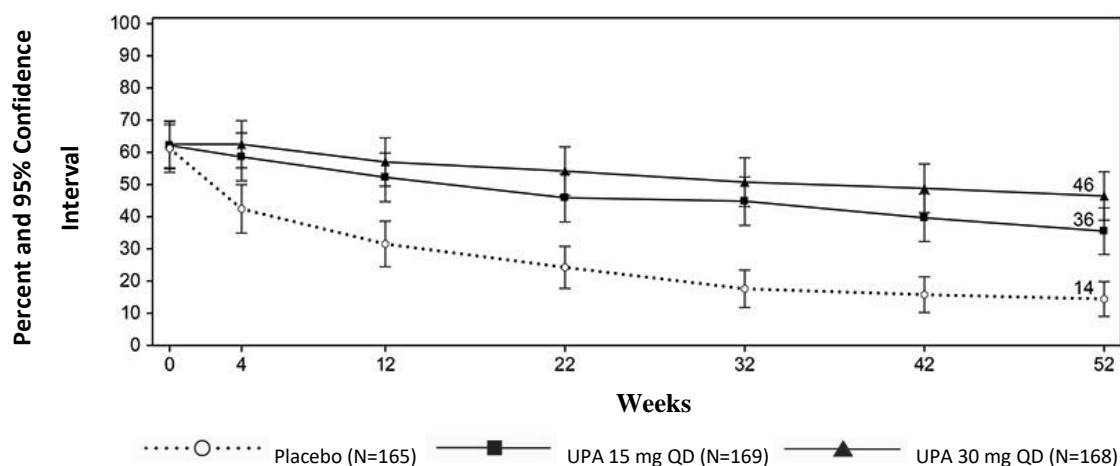 Percent and 95% Confidence
Interval
100
90
80
70
60
50
40
30
20
10
0
46
36
14
0 4 12 22 32 42 52
Weeks
Placebo (N=165) UPA 15 mg QD (N=169) UPA 30 mg QD (N=168)